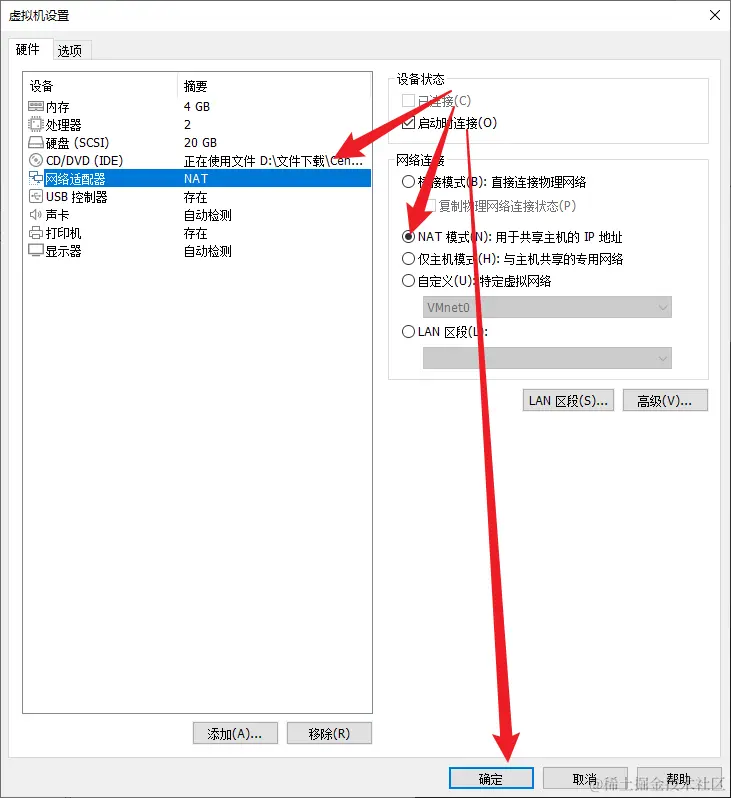 虚拟机设置
硬件 选项
设备 摘要
内存 4 GB
处理器 2
硬盘 (SCSI) 20 GB
CD/DVD (IDE) 正在使用文件 D:\文件下载\Cen...
网络适配器 NAT
USB 控制器 存在
声卡 自动检测
打印机 存在
显示器 自动检测
添加(A)... 移除(R)
设备状态
已连接(C)
启动时连接(O)
网络连接
桥接模式(B): 直接连接物理网络
复制物理网络连接状态(P)
NAT 模式(N): 用于共享主机的 IP 地址
仅主机模式(H): 与主机共享的专用网络
自定义(U): 特定虚拟网络
VMnet0
LAN 区段(L):
LAN 区段(S)... 高级(V)...
确定 取消 帮助
@稀土掘金技术社区